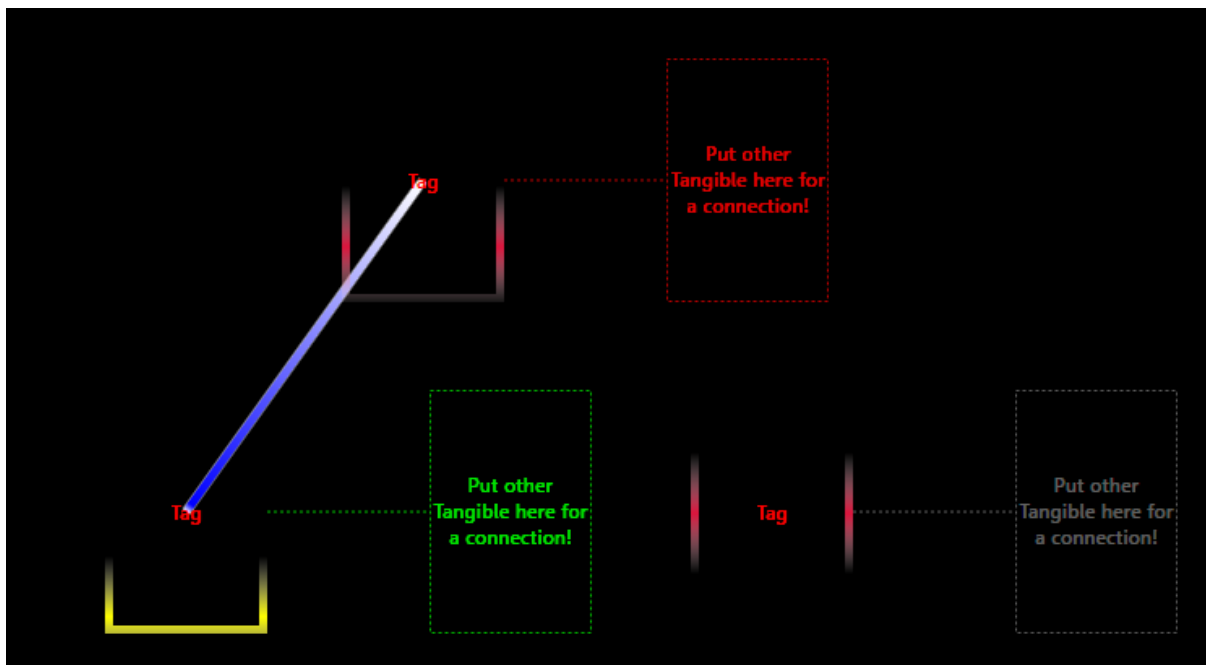 Tag
Put other
Tangible here for
a connection!
Tag
Put other
Tangible here for
a connection!
Tag
Put other
Tangible here for
a connection!